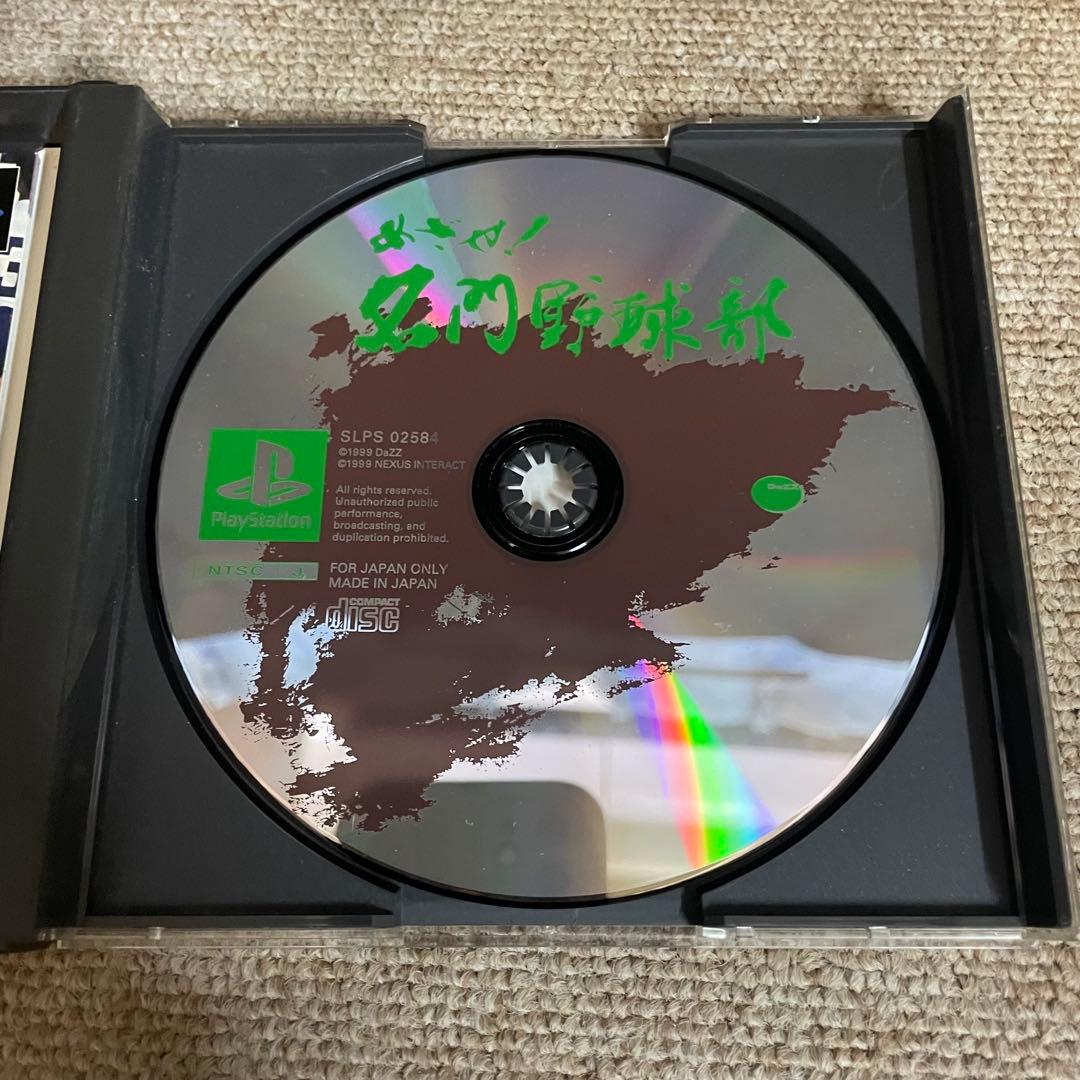 めざせ!
名門野球部
SLPS 02584
©1999 DaZZ
©1999 NEXUS INTERACT
All rights reserved.
Unauthorized public
performance,
broadcasting, and
duplication prohibited.
PlayStation
DaZZ
NTSC J
FOR JAPAN ONLY
MADE IN JAPAN
COMPACT
disc